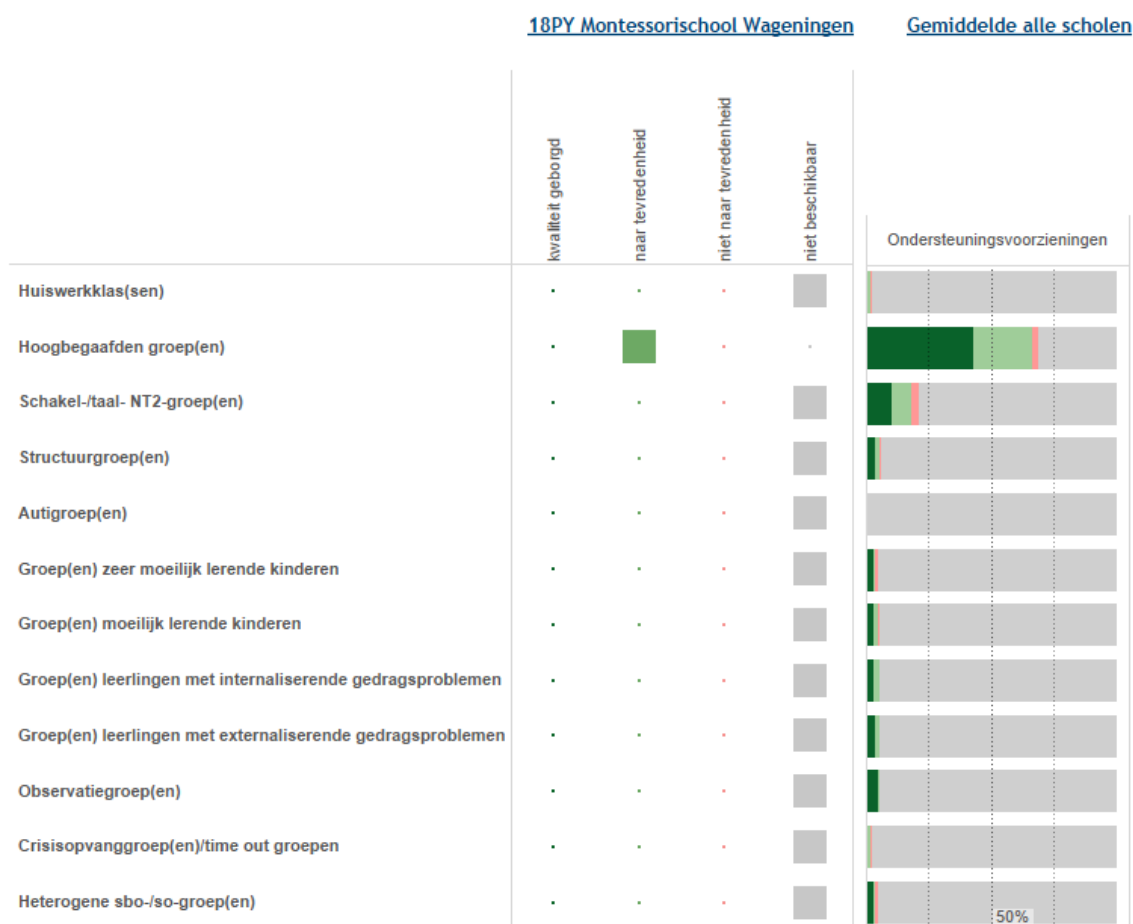 18PY Montessorischool Wageningen
Gemiddelde alle scholen
kwaliteit geborgd
naar tevredenheid
niet naar tevredenheid
niet beschikbaar
Ondersteuningsvoorzieningen
Huiswerkklas(sen)
Hoogbegaafden groep(en)
Schakel-/taal- NT2-groep(en)
Structuurgroep(en)
Autigroep(en)
Groep(en) zeer moeilijk lerende kinderen
Groep(en) moeilijk lerende kinderen
Groep(en) leerlingen met internaliserende gedragsproblemen
Groep(en) leerlingen met externaliserende gedragsproblemen
Observatiegroep(en)
Crisisopvanggroep(en)/time out groepen
Heterogene sbo-/so-groep(en)
50%